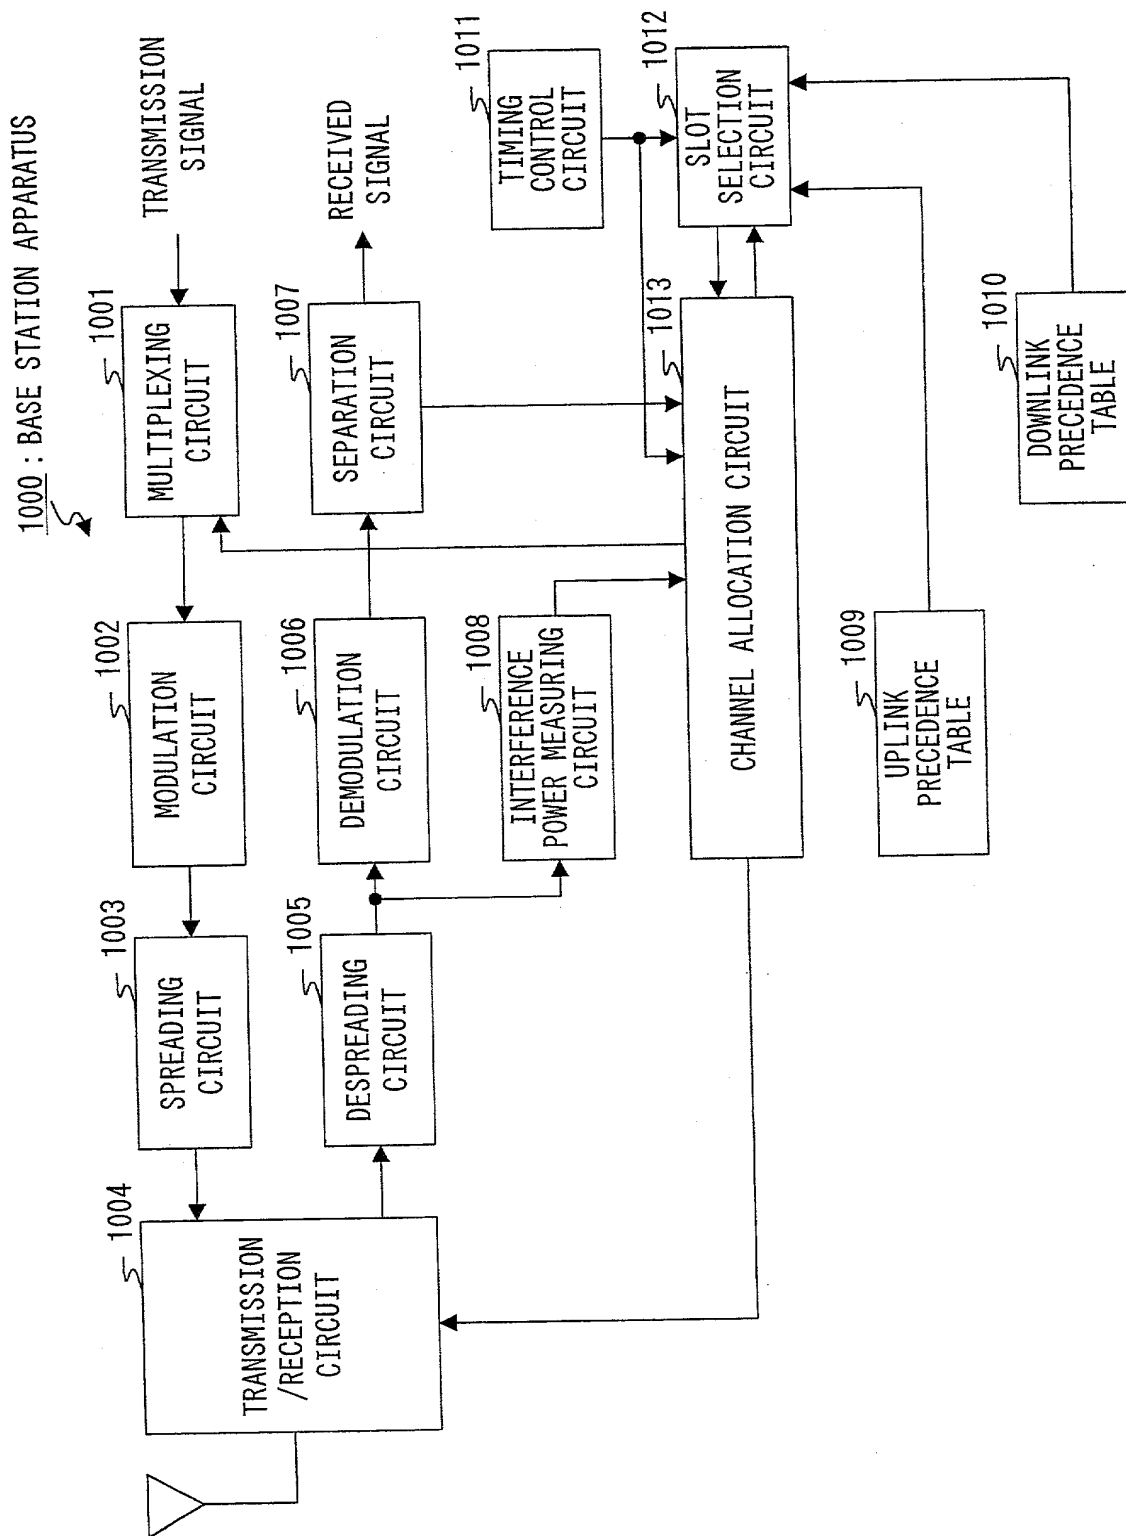 1000 : BASE STATION APPARATUS
TRANSMISSION
SIGNAL
RECEIVED
SIGNAL
1001
MULTIPLEXING
CIRCUIT
1002
MODULATION
CIRCUIT
1003
SPREADING
CIRCUIT
1004
TRANSMISSION
/RECEPTION
CIRCUIT
1005
DESPREADING
CIRCUIT
1006
DEMODULATION
CIRCUIT
1007
SEPARATION
CIRCUIT
1008
INTERFERENCE
POWER MEASURING
CIRCUIT
1011
TIMING
CONTROL
CIRCUIT
1012
SLOT
SELECTION
CIRCUIT
1013
CHANNEL ALLOCATION CIRCUIT
1009
UPLINK
PRECEDENCE
TABLE
1010
DOWNLINK
PRECEDENCE
TABLE